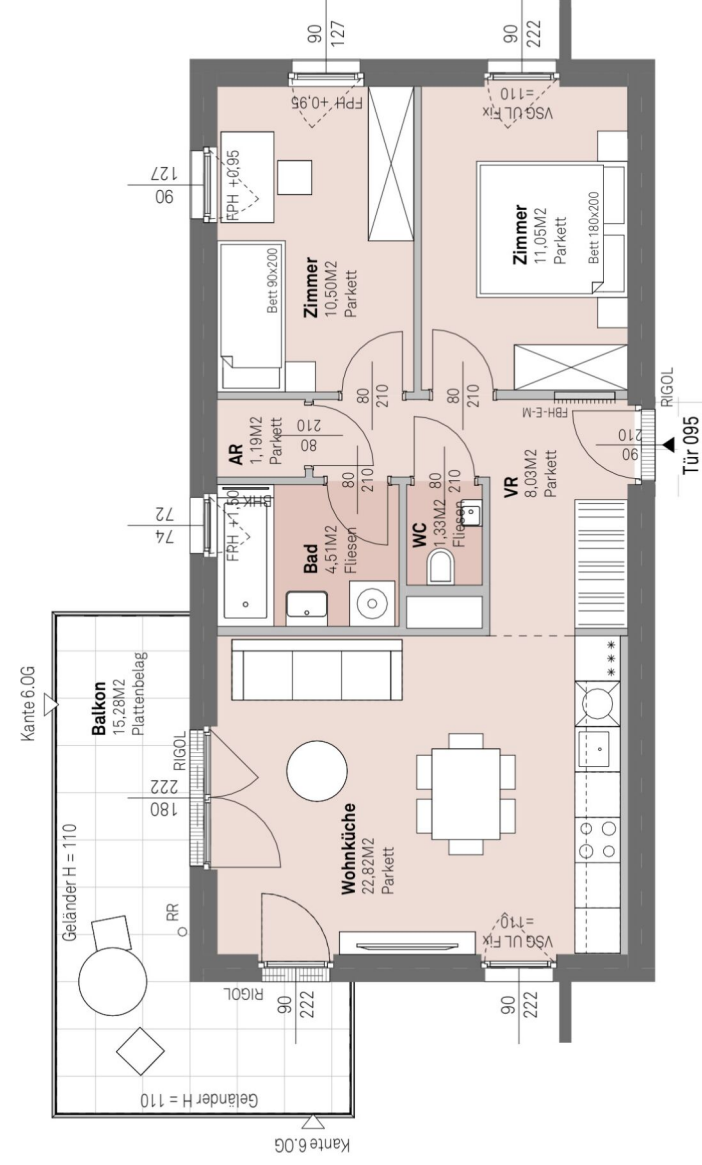 90
127
90
222
FPH +0,95
VSG UL Fix
=110
127
90
FPH +0,95
Bett 90x200
Zimmer
10,50M2
Parkett
Zimmer
11,05M2
Parkett
Bett 180x200
80
210
80
210
AR
1,19M2
Parkett
80
210
FBH-E-M
RIGOL
90
210
Tür 095
72
74
FPH +1,50
EHK
80
210
80
210
Bad
4,51M2
Fliesen
WC
1,33M2
Fliesen
VR
8,03M2
Parkett
Kante 6.OG
Balkon
15,28M2
Plattenbelag
RIGOL
222
180
Geländer H = 110
RR
Wohnküche
22,82M2
Parkett
VSG UL Fix
=110
RIGOL
90
222
90
222
Geländer H = 110
Kante 6.OG